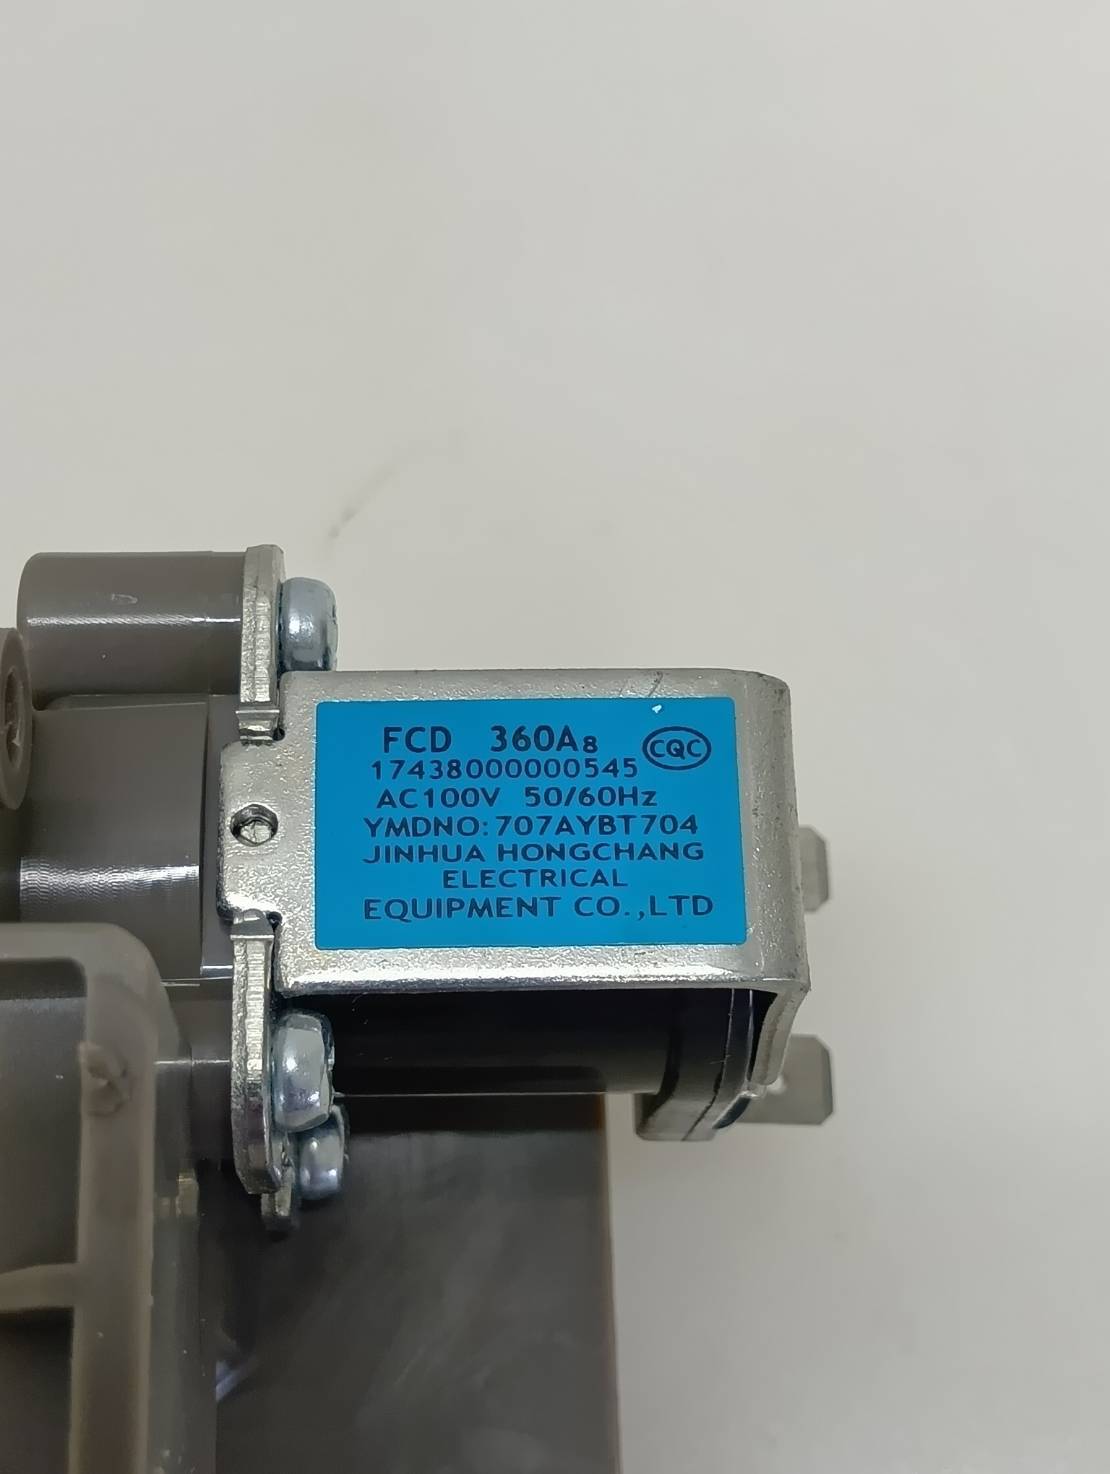 FCD 360A8
CQC
17438000000545
AC100V 50/60Hz
YMDNO:707AYBT704
JINHUA HONGCHANG
ELECTRICAL
EQUIPMENT CO.,LTD